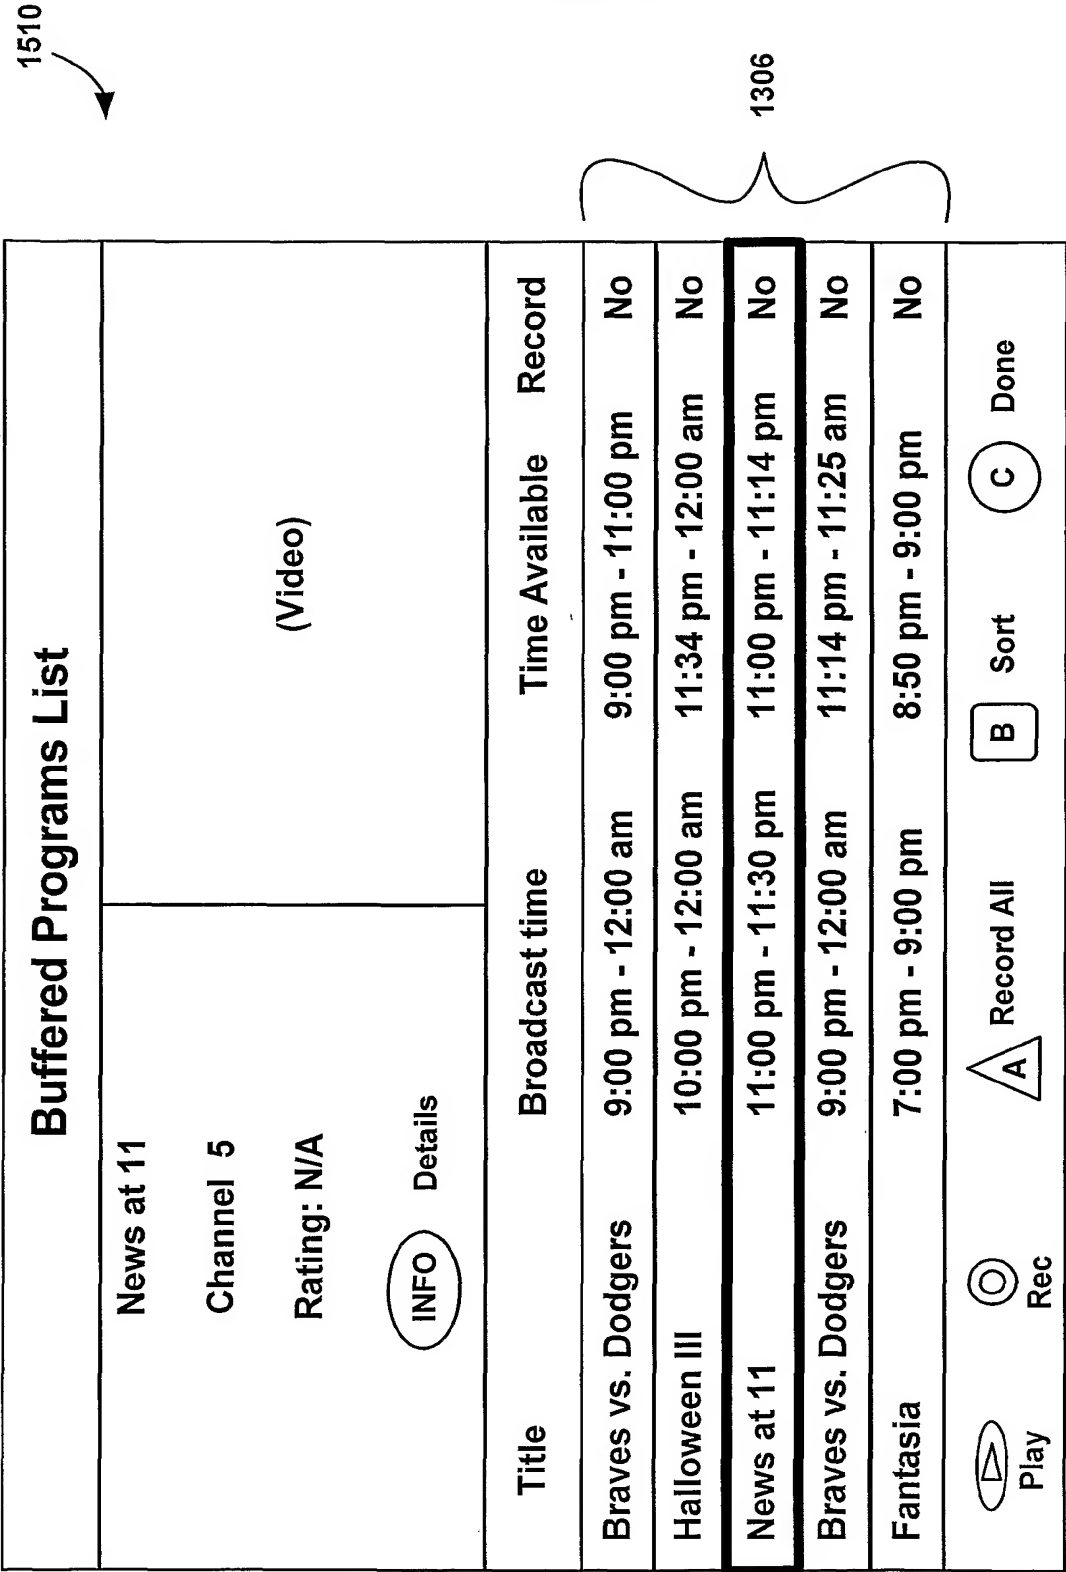 1510
Buffered Programs List
News at 11
Channel 5
Rating: N/A
INFO Details
(Video)
Title Broadcast time Time Available Record
Braves vs. Dodgers 9:00 pm - 12:00 am 9:00 pm - 11:00 pm No
Halloween III 10:00 pm - 12:00 am 11:34 pm - 12:00 am No
News at 11 11:00 pm - 11:30 pm 11:00 pm - 11:14 pm No
Braves vs. Dodgers 9:00 pm - 12:00 am 11:14 pm - 11:25 am No
Fantasia 7:00 pm - 9:00 pm 8:50 pm - 9:00 pm No
1306
Play Rec A Record All B Sort C Done